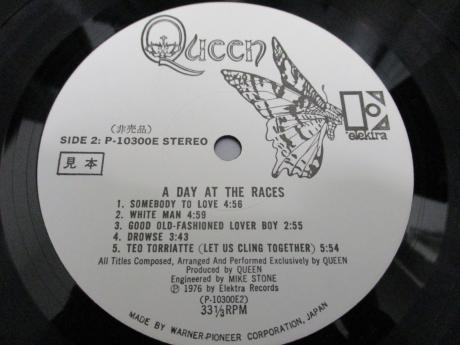 Queen
elektra
(非売品)
SIDE 2: P-10300E STEREO
見本
A DAY AT THE RACES
1. SOMEBODY TO LOVE 4:56
2. WHITE MAN 4:59
3. GOOD OLD-FASHIONED LOVER BOY 2:55
4. DROWSE 3:43
5. TEO TORRIATTE (LET US CLING TOGETHER) 5:54
All Titles Composed, Arranged And Performed Exclusively by QUEEN
Produced by QUEEN
Engineered by MIKE STONE
Ⓟ 1976 by Elektra Records
(P-10300E2)
33⅓RPM
MADE BY WARNER-PIONEER CORPORATION, JAPAN